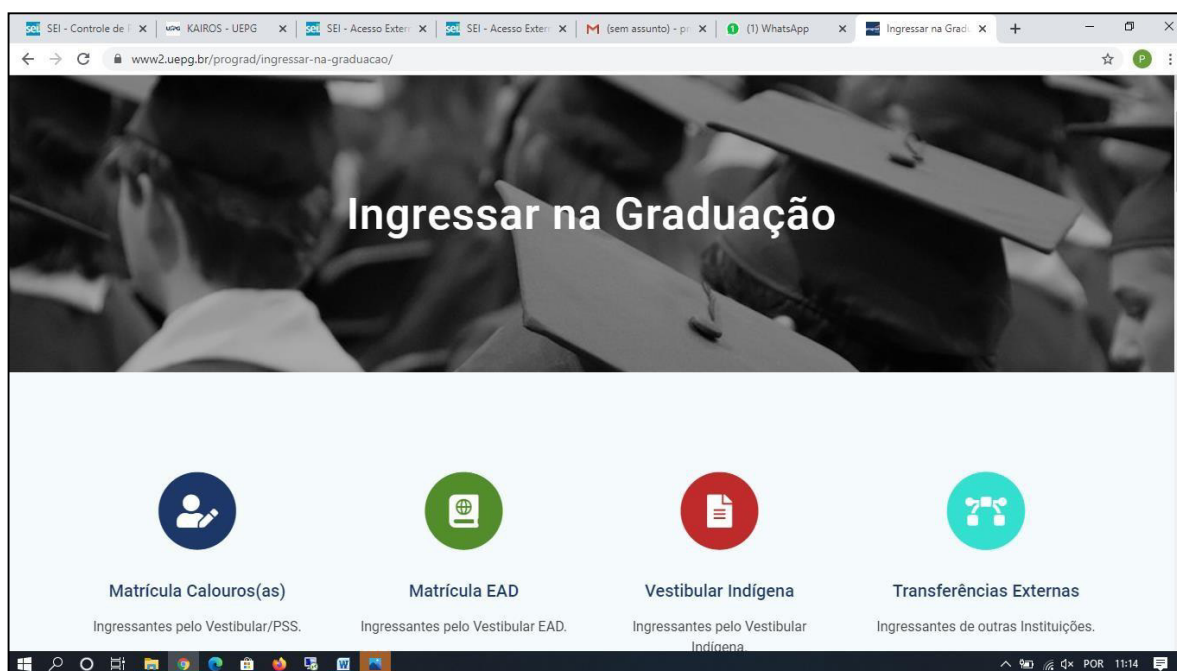 SEI - Controle de P
KAIROS - UEPG
SEI - Acesso Extern
SEI - Acesso Extern
(sem assunto) - pr
(1) WhatsApp
Ingressar na Gradu
www2.uepg.br/prograd/ingressar-na-graduacao/
P
Ingressar na Graduação
Matrícula Calouros(as)
Ingressantes pelo Vestibular/PSS.
Matrícula EAD
Ingressantes pelo Vestibular EAD.
Vestibular Indígena
Ingressantes pelo Vestibular
Indígena.
Transferências Externas
Ingressantes de outras Instituições.
POR 11:14